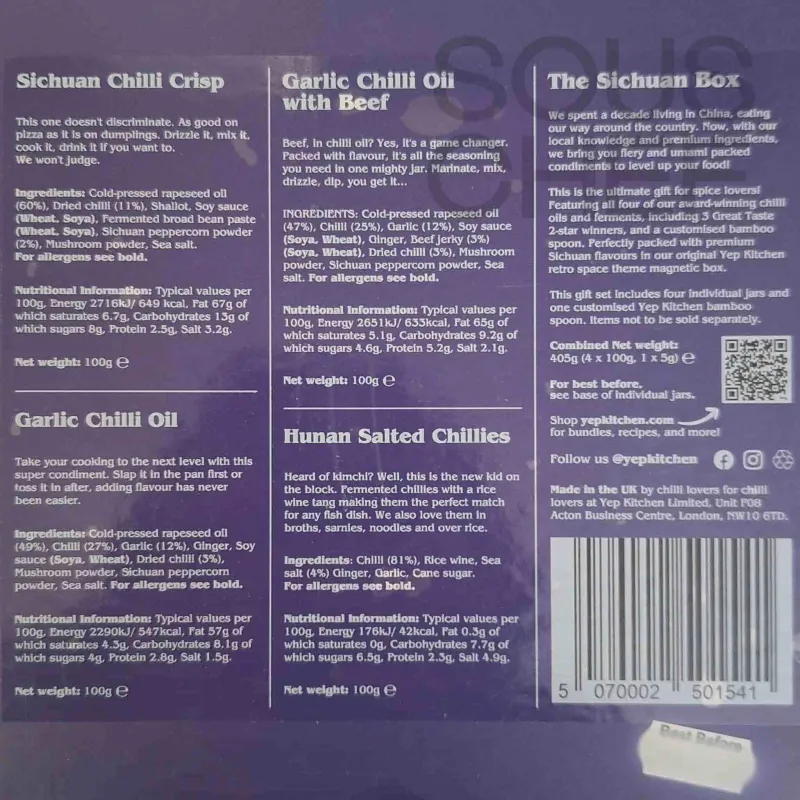 SOUS
CHEF
Sichuan Chilli Crisp
This one doesn't discriminate. As good on
pizza as it is on dumplings. Drizzle it, mix it,
cook it, drink it if you want to.
We won't judge.
Ingredients: Cold-pressed rapeseed oil
(60%), Dried chilli (11%), Shallot, Soy sauce
(Wheat, Soya), Fermented broad bean paste
(Wheat, Soya), Sichuan peppercorn powder
(2%), Mushroom powder, Sea salt.
For allergens see bold.
Nutritional Information: Typical values per
100g, Energy 2716kJ/ 649 kcal, Fat 67g of
which saturates 6.7g, Carbohydrates 13g of
which sugars 8g, Protein 2.5g, Salt 3.2g.
Net weight: 100g ℮
Garlic Chilli Oil
Take your cooking to the next level with this
super condiment. Slap it in the pan first or
toss it in after, adding flavour has never
been easier.
Ingredients: Cold-pressed rapeseed oil
(49%), Chilli (27%), Garlic (12%), Ginger, Soy
sauce (Soya, Wheat), Dried chilli (3%),
Mushroom powder, Sichuan peppercorn
powder, Sea salt. For allergens see bold.
Nutritional Information: Typical values per
100g, Energy 2290kJ/ 547kcal, Fat 57g of
which saturates 4.3g, Carbohydrates 8.1g of
which sugars 4g, Protein 2.8g, Salt 1.5g.
Net weight: 100g ℮
Garlic Chilli Oil
with Beef
Beef, in chilli oil? Yes, it's a game changer.
Packed with flavour, it's all the seasoning
you need in one mighty jar. Marinate, mix,
drizzle, dip, you get it...
INGREDIENTS: Cold-pressed rapeseed oil
(47%), Chilli (25%), Garlic (12%), Soy sauce
(Soya, Wheat), Ginger, Beef jerky (3%)
(Soya, Wheat), Dried chilli (3%), Mushroom
powder, Sichuan peppercorn powder, Sea
salt. For allergens see bold.
Nutritional Information: Typical values per
100g, Energy 2651kJ/ 633kcal, Fat 65g of
which saturates 5.1g, Carbohydrates 9.2g of
which sugars 4.6g, Protein 5.2g, Salt 2.1g.
Net weight: 100g ℮
Hunan Salted Chillies
Heard of kimchi? Well, this is the new kid on
the block. Fermented chillies with a rice
wine tang making them the perfect match
for any fish dish. We also love them in
broths, sarnies, noodles and over rice.
Ingredients: Chilli (81%), Rice wine, Sea
salt (4%) Ginger, Garlic, Cane sugar.
For allergens see bold.
Nutritional Information: Typical values per
100g, Energy 176kJ/ 42kcal, Fat 0.3g of
which saturates 0g, Carbohydrates 7.7g of
which sugars 6.5g, Protein 2.3g, Salt 4.9g.
Net weight: 100g ℮
The Sichuan Box
We spent a decade living in China, eating
our way around the country. Now, with our
local knowledge and premium ingredients,
we bring you fiery and umami packed
condiments to level up your food!
This is the ultimate gift for spice lovers!
Featuring all four of our award-winning chilli
oils and ferments, including 3 Great Taste
2-star winners, and a customised bamboo
spoon. Perfectly packed with premium
Sichuan flavours in our original Yep Kitchen
retro space theme magnetic box.
This gift set includes four individual jars and
one customised Yep Kitchen bamboo
spoon. Items not to be sold separately.
Combined Net weight:
405g (4 x 100g, 1 x 5g) ℮
For best before,
see base of individual jars.
Shop yepkitchen.com
for bundles, recipes, and more!
Follow us @yepkitchen
Made in the UK by chilli lovers for chilli
lovers at Yep Kitchen Limited, Unit F08
Acton Business Centre, London, NW10 6TD.
5 070002 501541
Best Before